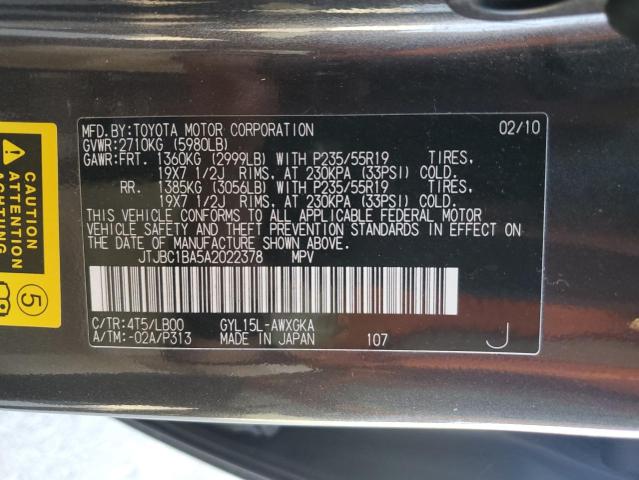 MFD.BY:TOYOTA MOTOR CORPORATION 02/10
GVWR:2710KG (5980LB)
GAWR:FRT. 1360KG (2999LB) WITH P235/55R19 TIRES,
19X7 1/2J RIMS, AT 230KPA (33PSI) COLD.
RR. 1385KG (3056LB) WITH P235/55R19 TIRES,
19X7 1/2J RIMS, AT 230KPA (33PSI) COLD.
THIS VEHICLE CONFORMS TO ALL APPLICABLE FEDERAL MOTOR
VEHICLE SAFETY AND THEFT PREVENTION STANDARDS IN EFFECT ON
THE DATE OF MANUFACTURE SHOWN ABOVE.
JTJBC1BA5A2022378 MPV
C/TR:4T5/LB00 GYL15L-AWXGKA
A/TM:-02A/P313 MADE IN JAPAN 107 J
CAUTION
ATTENTION
ACHTUNG
5